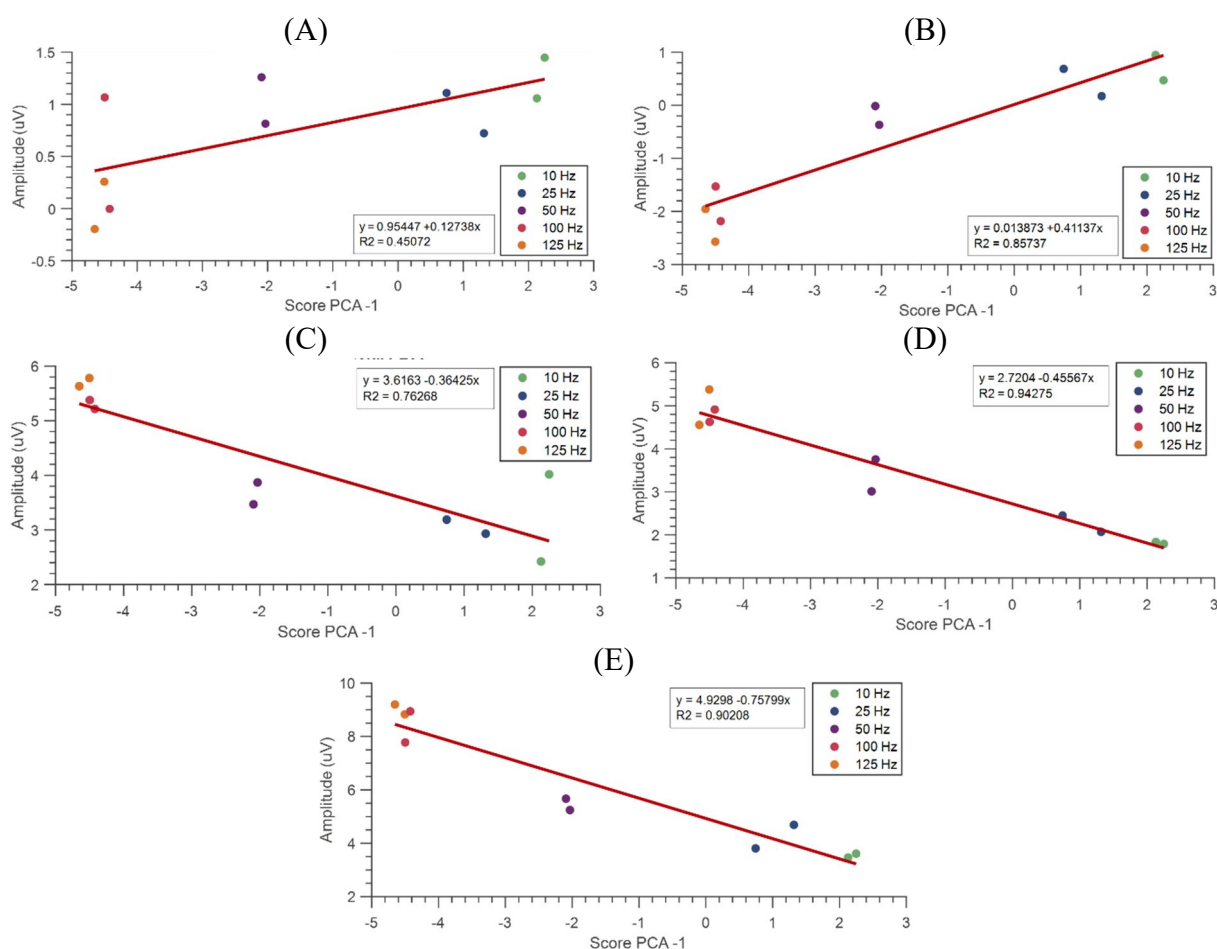 (A)
1.5
1
0.5
0
-0.5
Amplitude (uV)
-5 -4 -3 -2 -1 0 1 2 3
Score PCA -1
10 Hz
25 Hz
50 Hz
100 Hz
125 Hz
y = 0.95447 +0.12738x
R2 = 0.45072
(B)
1
0
-1
-2
-3
Amplitude (uV)
-5 -4 -3 -2 -1 0 1 2 3
Score PCA -1
10 Hz
25 Hz
50 Hz
100 Hz
125 Hz
y = 0.013873 +0.41137x
R2 = 0.85737
(C)
6
5
4
3
2
Amplitude (uV)
-5 -4 -3 -2 -1 0 1 2 3
Score PCA -1
y = 3.6163 -0.36425x
R2 = 0.76268
10 Hz
25 Hz
50 Hz
100 Hz
125 Hz
(D)
6
5
4
3
2
1
Amplitude (uV)
-5 -4 -3 -2 -1 0 1 2 3
Score PCA -1
y = 2.7204 -0.45567x
R2 = 0.94275
10 Hz
25 Hz
50 Hz
100 Hz
125 Hz
(E)
10
8
6
4
2
Amplitude (uV)
-5 -4 -3 -2 -1 0 1 2 3
Score PCA -1
y = 4.9298 -0.75799x
R2 = 0.90208
10 Hz
25 Hz
50 Hz
100 Hz
125 Hz